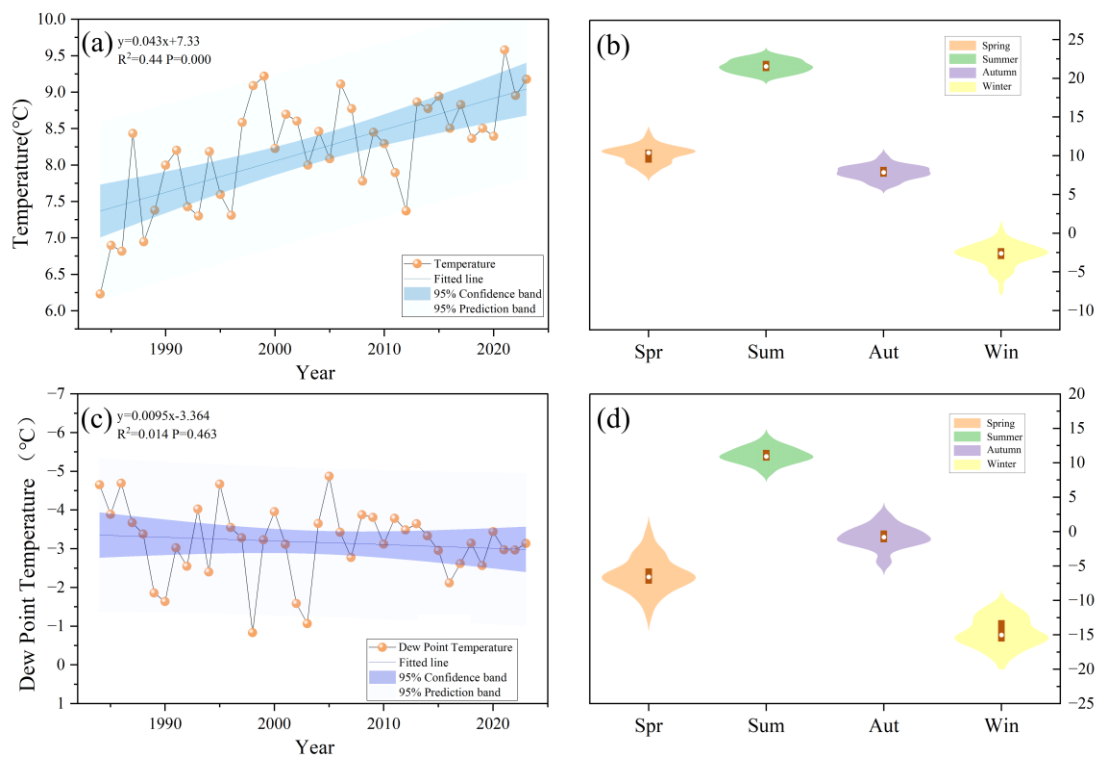 (a)
y=0.043x+7.33
R²=0.44 P=0.000
Temperature(℃)
10.0
9.5
9.0
8.5
8.0
7.5
7.0
6.5
6.0
Temperature
Fitted line
95% Confidence band
95% Prediction band
1990
2000
2010
2020
Year
(b)
Spring
Summer
Autumn
Winter
25
20
15
10
5
0
−5
−10
Spr
Sum
Aut
Win
(c)
y=0.0095x-3.364
R²=0.014 P=0.463
Dew Point Temperature（℃）
−7
−6
−5
−4
−3
−2
−1
0
1
Dew Point Temperature
Fitted line
95% Confidence band
95% Prediction band
1990
2000
2010
2020
Year
(d)
Spring
Summer
Autumn
Winter
20
15
10
5
0
−5
−10
−15
−20
−25
Spr
Sum
Aut
Win